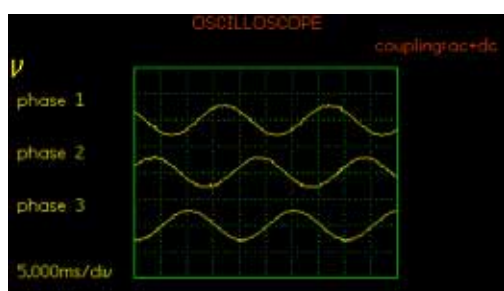 OSCILLOSCOPE
coupling:ac+dc
V
phase 1
phase 2
phase 3
5.000ms/div